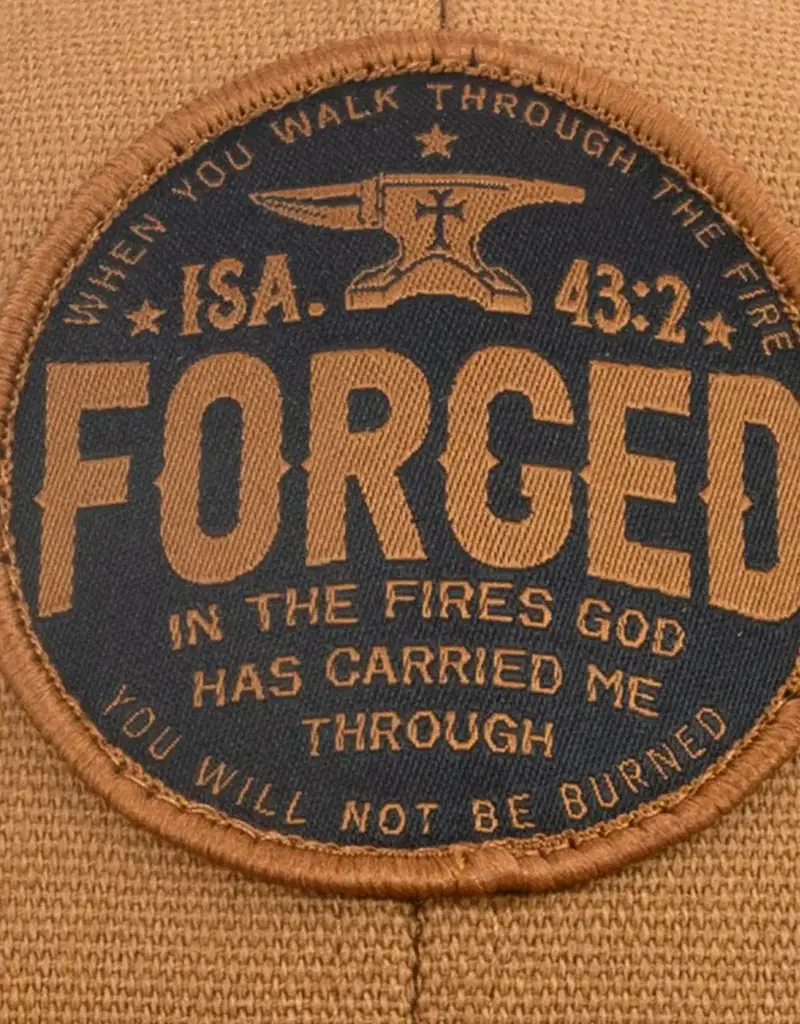 WHEN YOU WALK THROUGH THE FIRE
ISA. 43:2
FORGED
IN THE FIRES GOD
HAS CARRIED ME
THROUGH
YOU WILL NOT BE BURNED